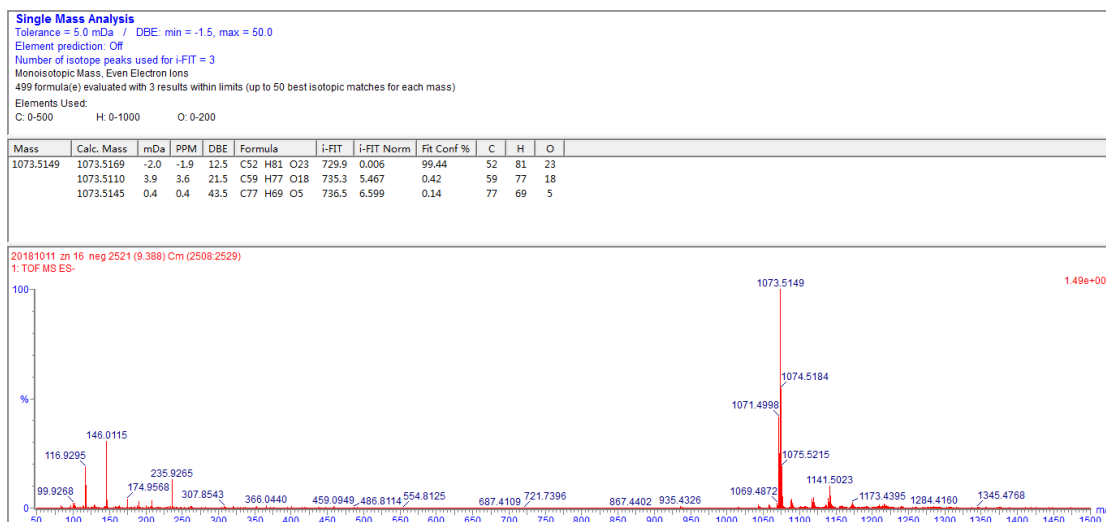 Single Mass Analysis
Tolerance = 5.0 mDa / DBE: min = -1.5, max = 50.0
Element prediction: Off
Number of isotope peaks used for i-FIT = 3
Monoisotopic Mass, Even Electron Ions
499 formula(e) evaluated with 3 results within limits (up to 50 best isotopic matches for each mass)
Elements Used:
C: 0-500 H: 0-1000 O: 0-200
Mass Calc. Mass mDa PPM DBE Formula i-FIT i-FIT Norm Fit Conf % C H O
1073.5149 1073.5169 -2.0 -1.9 12.5 C52 H81 O23 729.9 0.006 99.44 52 81 23
1073.5110 3.9 3.6 21.5 C59 H77 O18 735.3 5.467 0.42 59 77 18
1073.5145 0.4 0.4 43.5 C77 H69 O5 736.5 6.599 0.14 77 69 5
20181011 zn 16 neg 2521 (9.388) Cm (2508:2529)
1: TOF MS ES-
1.49e+00
100
%
0
1073.5149
1074.5184
1071.4998
1075.5215
1069.4872
1141.5023
1173.4395
1284.4160
1345.4768
146.0115
116.9295
99.9268
174.9568
235.9265
307.8543
366.0440
459.0949
486.8114
554.8125
687.4109
721.7396
867.4402
935.4326
50 100 150 200 250 300 350 400 450 500 550 600 650 700 750 800 850 900 950 1000 1050 1100 1150 1200 1250 1300 1350 1400 1450 1500